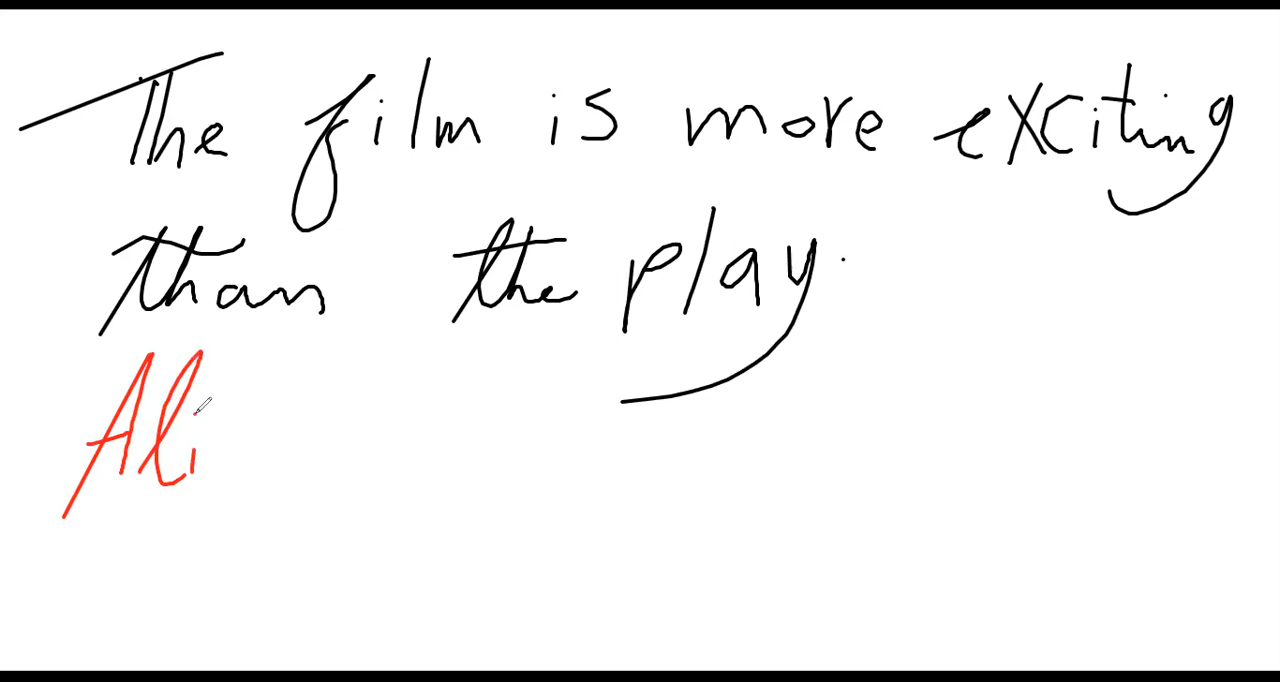 The film is more exciting
than the play.
Ali